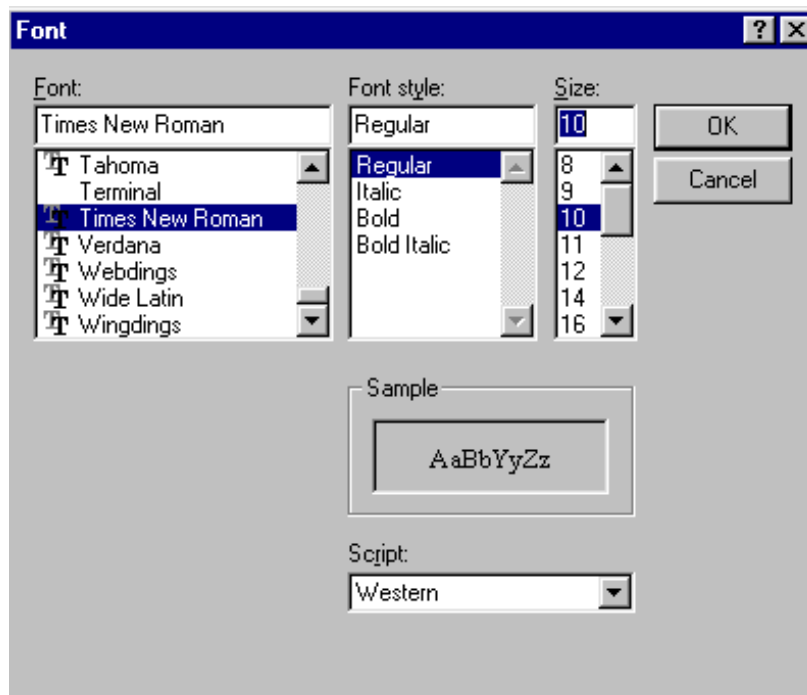 Font
Font:
Times New Roman
Tahoma
Terminal
Times New Roman
Verdana
Webdings
Wide Latin
Wingdings
Font style:
Regular
Regular
Italic
Bold
Bold Italic
Size:
10
8
9
10
11
12
14
16
OK
Cancel
Sample
AaBbYyZz
Script:
Western